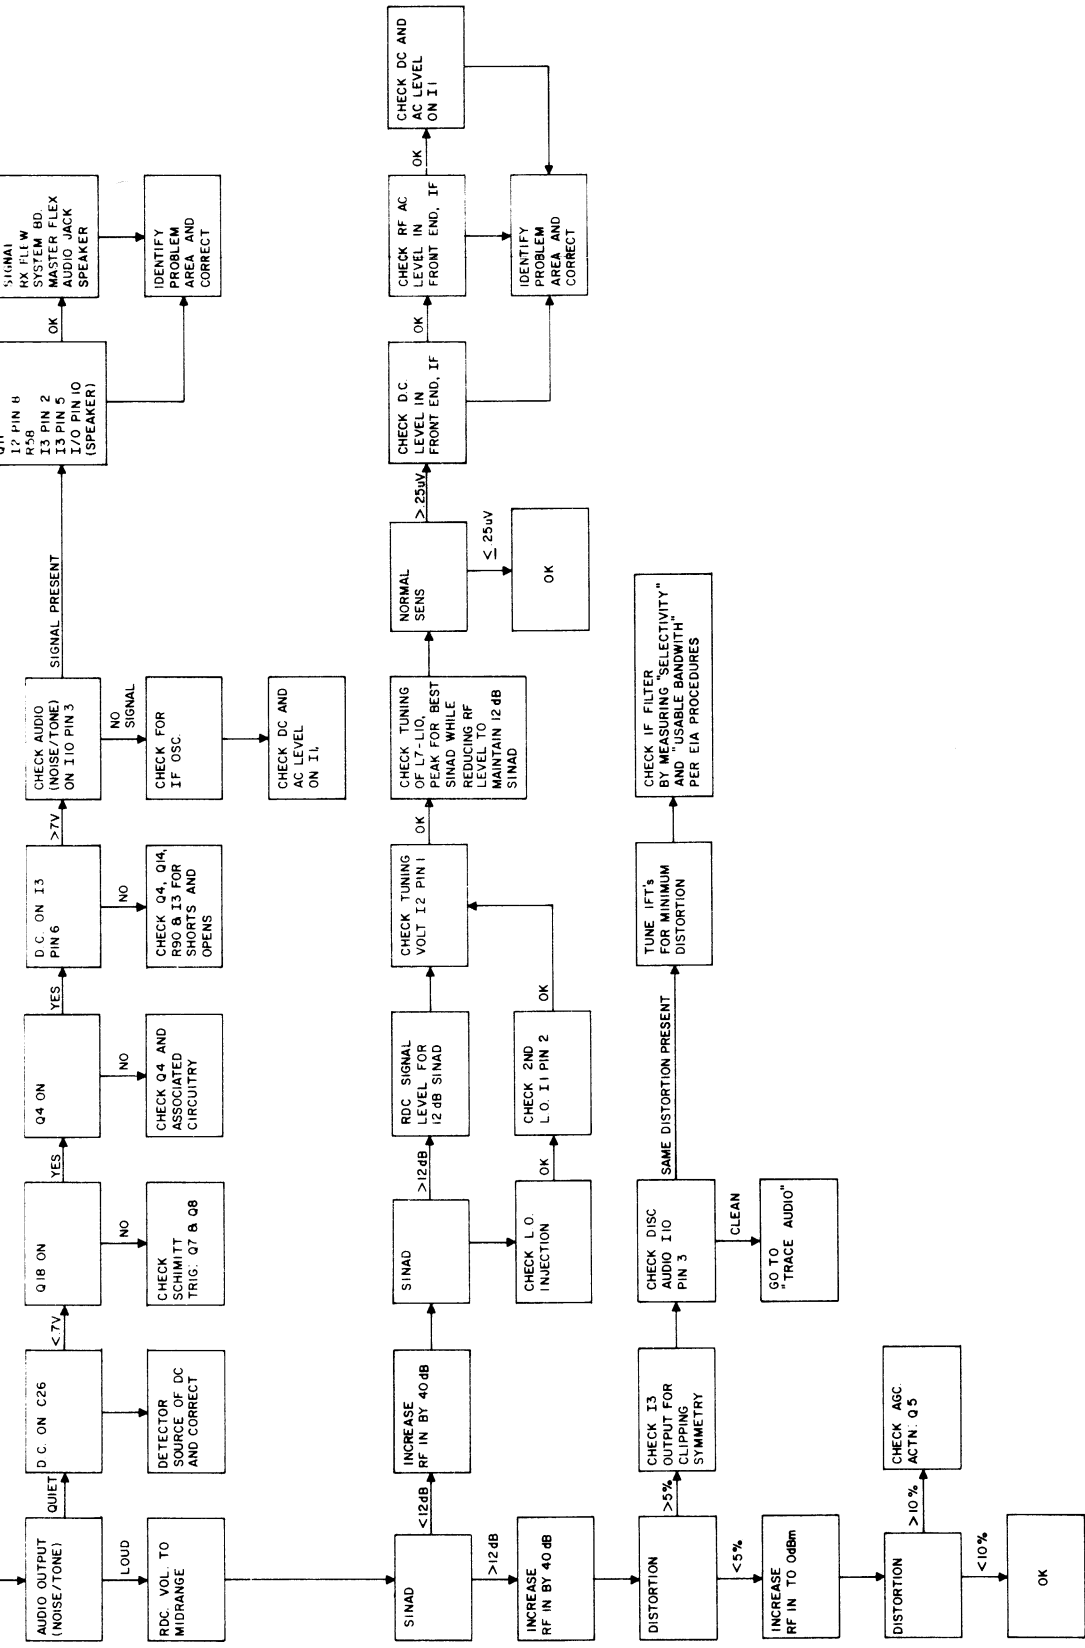 AUDIO OUTPUT
(NOISE/TONE)
QUIET
D.C. ON C26
<.7V
Q18 ON
YES
Q4 ON
YES
D.C. ON I3
PIN 6
>7V
CHECK AUDIO
(NOISE/TONE)
ON I10 PIN 3
SIGNAL PRESENT
I2 PIN 8
R58
I3 PIN 2
I3 PIN 5
I/O PIN 10
(SPEAKER)
OK
SIGNAL
RX FLEW
SYSTEM BD.
MASTER FLEX
AUDIO JACK
SPEAKER
LOUD
RDC. VOL. TO
MIDRANGE
DETECTOR
SOURCE OF DC
AND CORRECT
NO
CHECK
SCHIMITT
TRIG. Q7 & Q8
NO
CHECK Q4 AND
ASSOCIATED
CIRCUITRY
NO
CHECK Q4, Q14,
R90 & I3 FOR
SHORTS AND
OPENS
NO
SIGNAL
CHECK FOR
IF OSC.
CHECK DC AND
AC LEVEL
ON I1,
IDENTIFY
PROBLEM
AREA AND
CORRECT
SINAD
<12dB
INCREASE
RF IN BY 40dB
SINAD
>12dB
RDC SIGNAL
LEVEL FOR
12dB SINAD
CHECK TUNING
VOLT I2 PIN 1
OK
CHECK TUNING
OF L7-L10,
PEAK FOR BEST
SINAD WHILE
REDUCING RF
LEVEL TO
MAINTAIN 12dB
SINAD
NORMAL
SENS
>.25uV
CHECK D.C.
LEVEL IN
FRONT END, IF
OK
CHECK RF AC
LEVEL IN
FRONT END, IF
OK
CHECK DC AND
AC LEVEL
ON I1
>12dB
INCREASE
RF IN BY 40dB
CHECK L.O.
INJECTION
OK
CHECK 2ND
L.O. I1 PIN 2
OK
≤.25uV
OK
IDENTIFY
PROBLEM
AREA AND
CORRECT
DISTORTION
>5%
CHECK I3
OUTPUT FOR
CLIPPING
SYMMETRY
CHECK DISC
AUDIO I10
PIN 3
SAME DISTORTION PRESENT
TUNE IFT's
FOR MINIMUM
DISTORTION
CHECK IF FILTER
BY MEASURING "SELECTIVITY"
AND "USABLE BANDWITH"
PER EIA PROCEDURES
<5%
INCREASE
RF IN TO 0dBm
CLEAN
GO TO
"TRACE AUDIO"
DISTORTION
>10%
CHECK AGC.
ACTN: Q5
<10%
OK